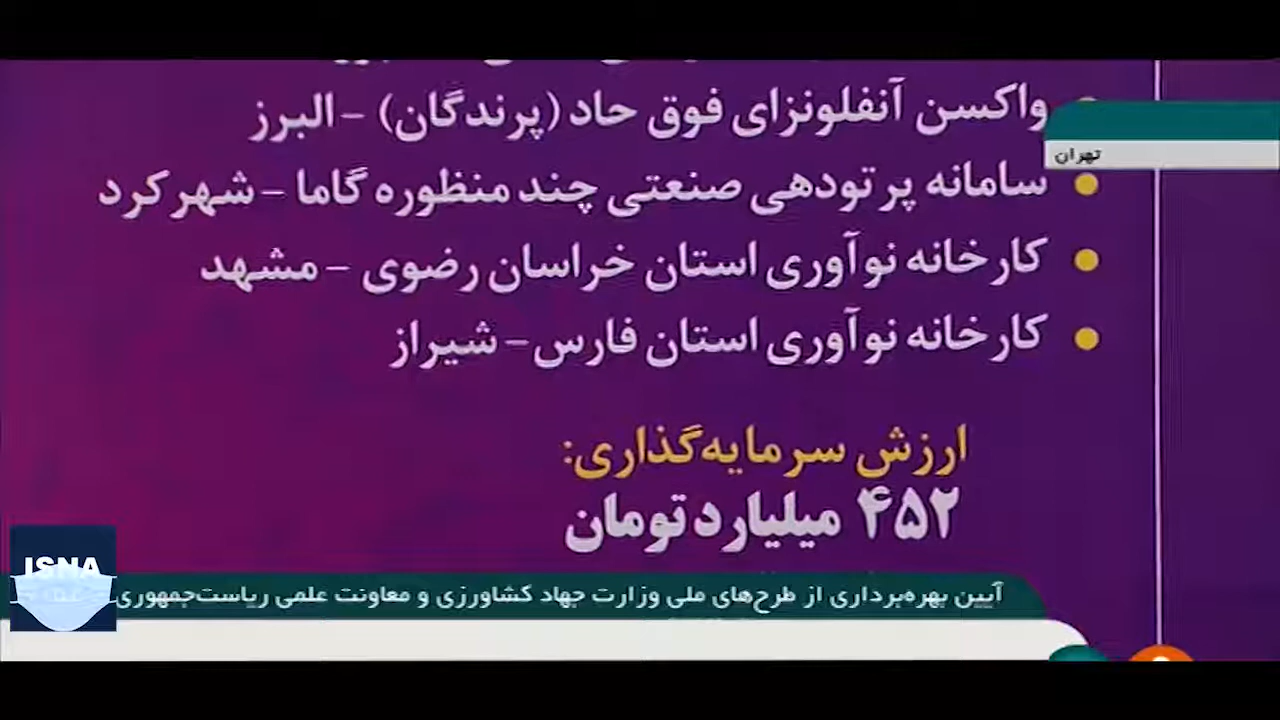 واکسن آنفلونزای فوق حاد (پرندگان) - البرز
تهران
سامانه پرتودهی صنعتی چند منظوره گاما - شهرکرد
کارخانه نوآوری استان خراسان رضوی - مشهد
کارخانه نوآوری استان فارس - شیراز
ارزش سرمایه‌گذاری:
۴۵۲ میلیارد تومان
ISNA
آیین بهره‌برداری از طرح‌های ملی وزارت جهاد کشاورزی و معاونت علمی ریاست‌جمهوری